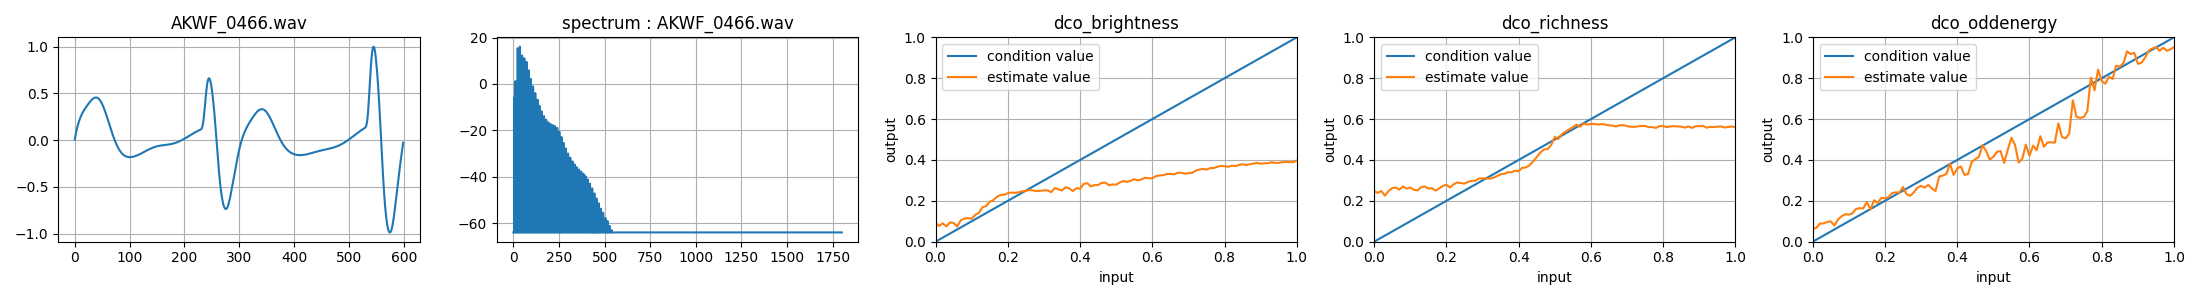 AKWF_0466.wav
1.0
0.5
0.0
−0.5
−1.0
0 100 200 300 400 500 600
spectrum : AKWF_0466.wav
20
0
−20
−40
−60
0 250 500 750 1000 1250 1500 1750
dco_brightness
condition value
estimate value
output
1.0
0.8
0.6
0.4
0.2
0.0
0.0 0.2 0.4 0.6 0.8 1.0
input
dco_richness
condition value
estimate value
output
1.0
0.8
0.6
0.4
0.2
0.0
0.0 0.2 0.4 0.6 0.8 1.0
input
dco_oddenergy
condition value
estimate value
output
1.0
0.8
0.6
0.4
0.2
0.0
0.0 0.2 0.4 0.6 0.8 1.0
input